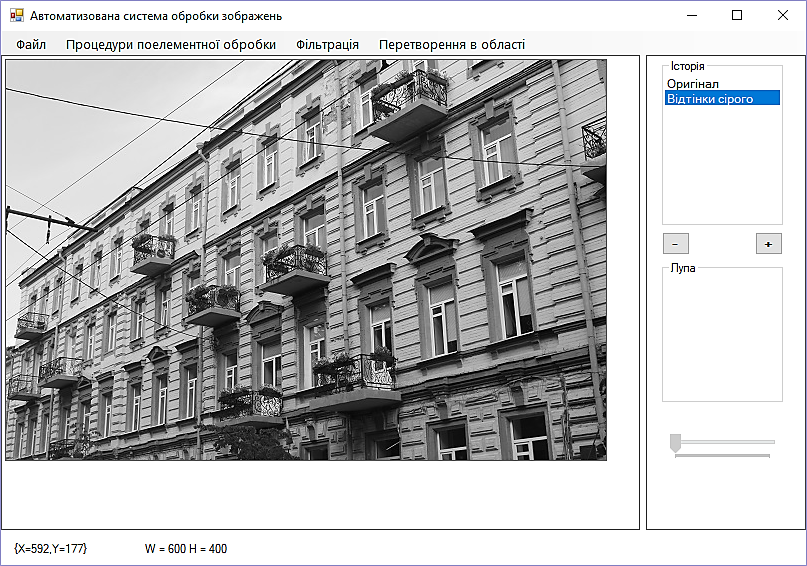 Автоматизована система обробки зображень
Файл Процедури поелементної обробки Фільтрація Перетворення в області
Історія
Оригінал
Відтінки сірого
- +
Лупа
{X=592,Y=177} W = 600 H = 400